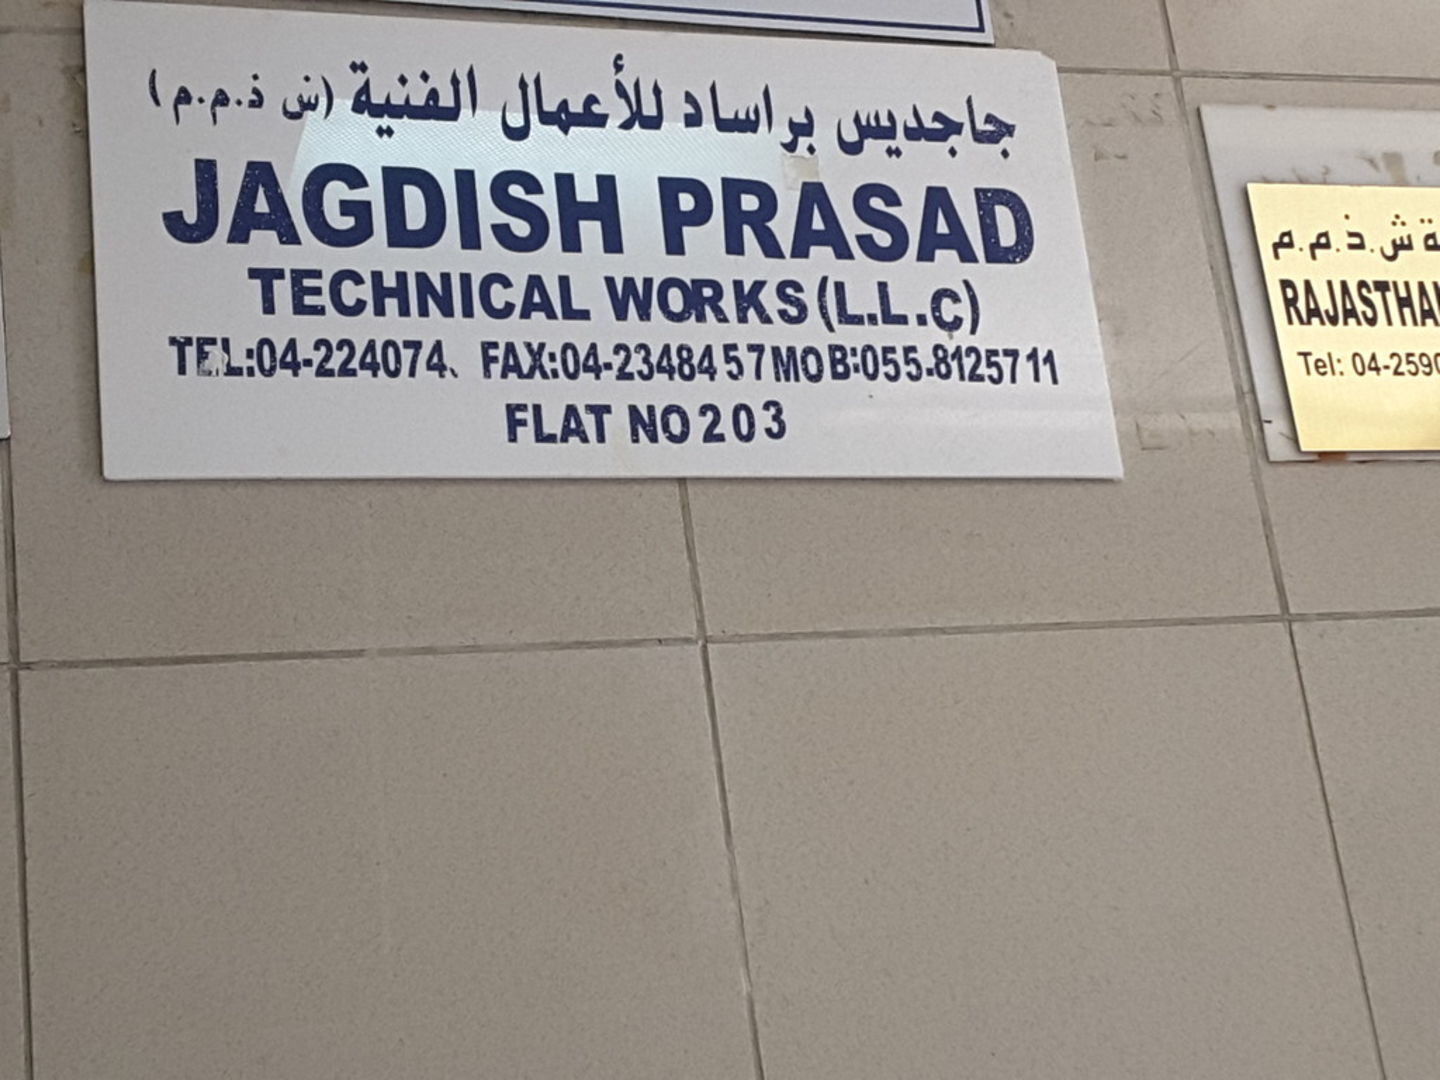 جاجديس براساد للأعمال الفنية (ش.ذ.م.م)
JAGDISH PRASAD
TECHNICAL WORKS (L.L.C)
TEL:04-224074 FAX:04-2348457 MOB:055-8125711
FLAT NO 203
ش.ذ.م.م
Tel: 04-2590